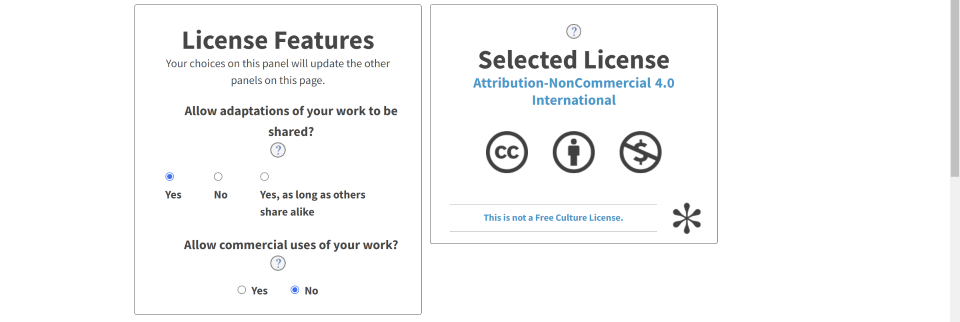 License Features
Your choices on this panel will update the other
panels on this page.
Allow adaptations of your work to be
shared?
?
Yes
No
Yes, as long as others
share alike
Allow commercial uses of your work?
?
Yes
No
?
Selected License
Attribution-NonCommercial 4.0
International
cc
$
This is not a Free Culture License.